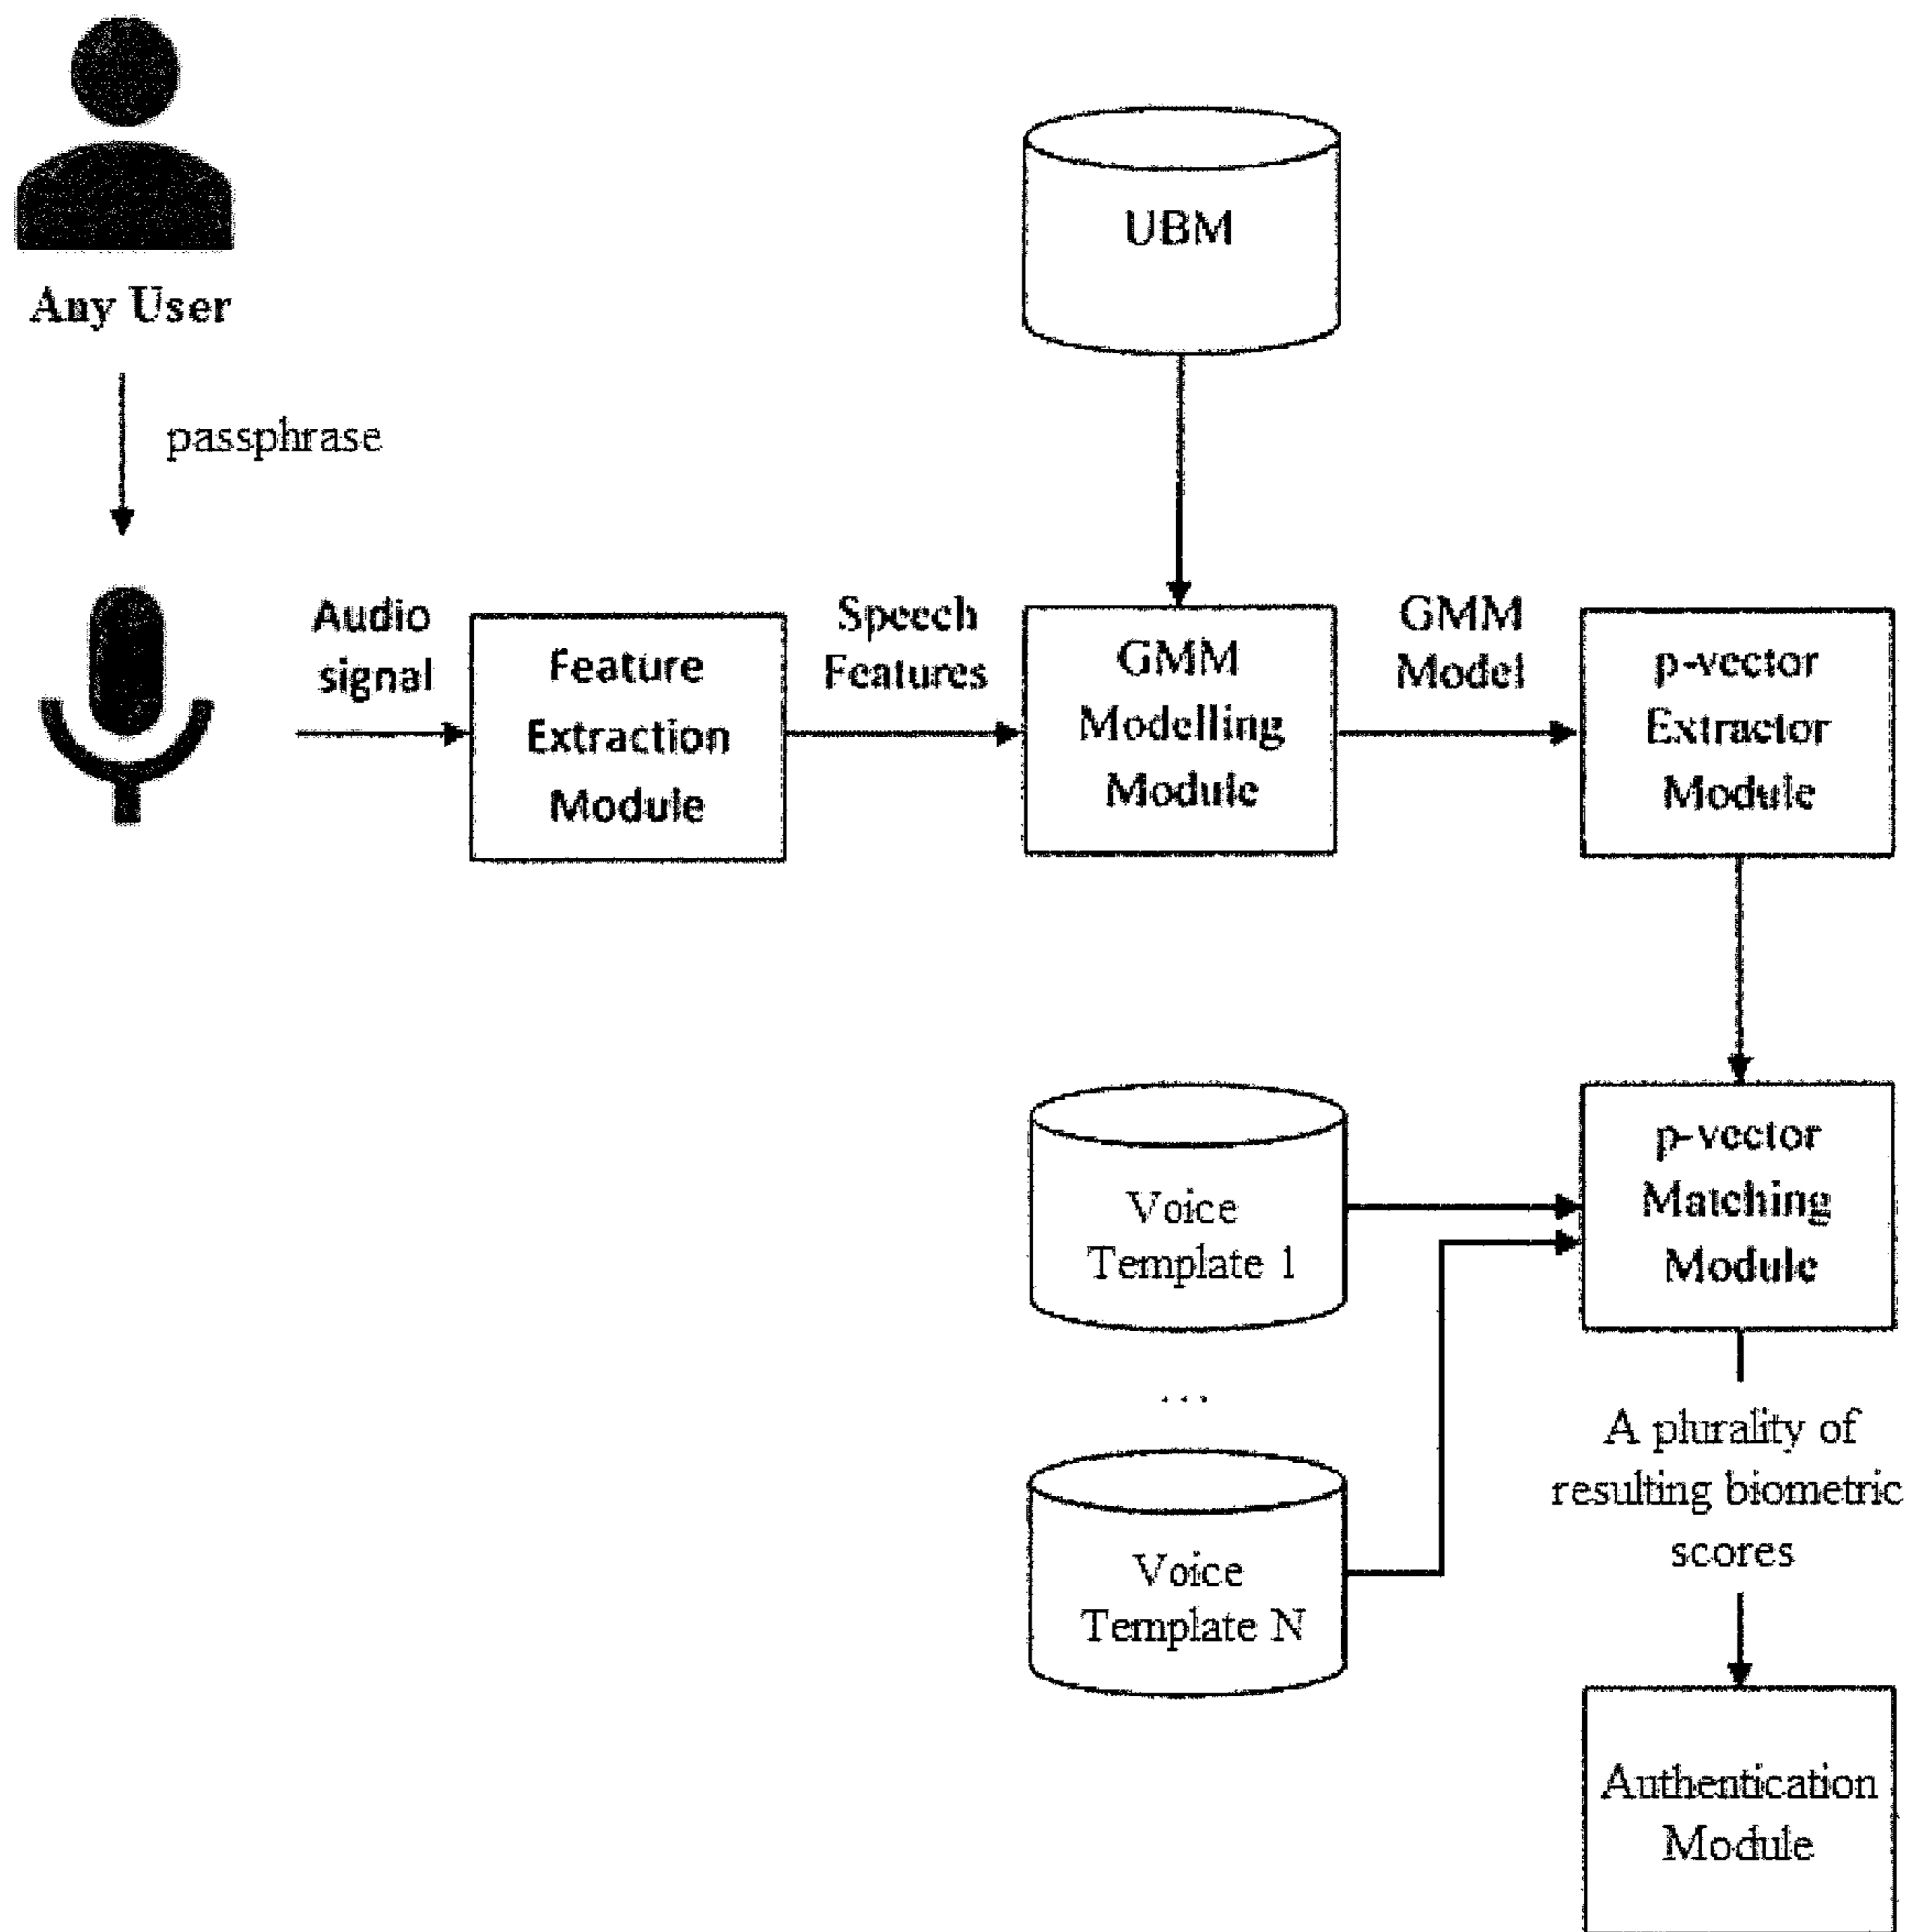 Any User
passphrase
UBM
Audio
signal
Feature
Extraction
Module
Speech
Features
GMM
Modelling
Module
GMM
Model
p-vector
Extractor
Module
Voice
Template 1
...
Voice
Template N
p-vector
Matching
Module
A plurality of
resulting biometric
scores
Authentication
Module